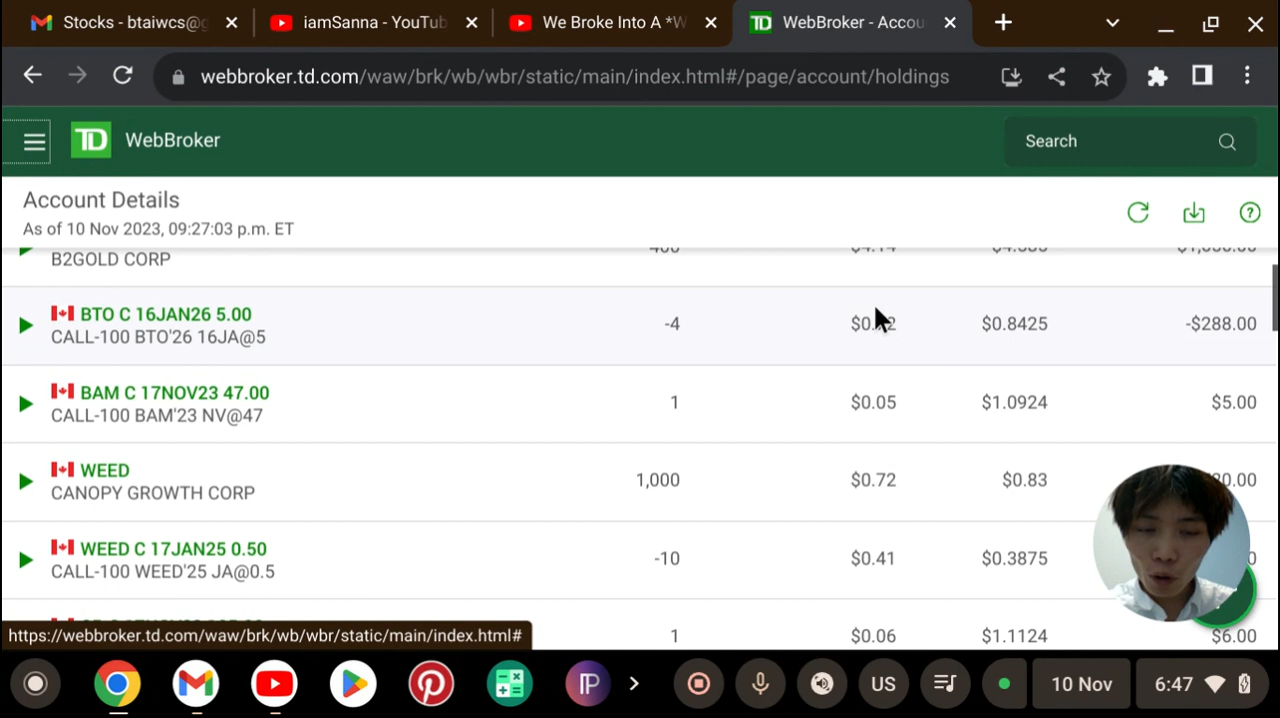 Stocks - btaiwcs@g
iamSanna - YouTub
We Broke Into A *W
TD WebBroker - Accou
webbroker.td.com/waw/brk/wb/wbr/static/main/index.html#/page/account/holdings
TD WebBroker
Search
Account Details
As of 10 Nov 2023, 09:27:03 p.m. ET
B2GOLD CORP
BTO C 16JAN26 5.00
CALL-100 BTO'26 16JA@5
-4 $0. 2 $0.8425 -$288.00
BAM C 17NOV23 47.00
CALL-100 BAM'23 NV@47
1 $0.05 $1.0924 $5.00
WEED
CANOPY GROWTH CORP
1,000 $0.72 $0.83
WEED C 17JAN25 0.50
CALL-100 WEED'25 JA@0.5
-10 $0.41 $0.3875
1 $0.06 $1.1124 $6.00
https://webbroker.td.com/waw/brk/wb/wbr/static/main/index.html#
US
10 Nov
6:47